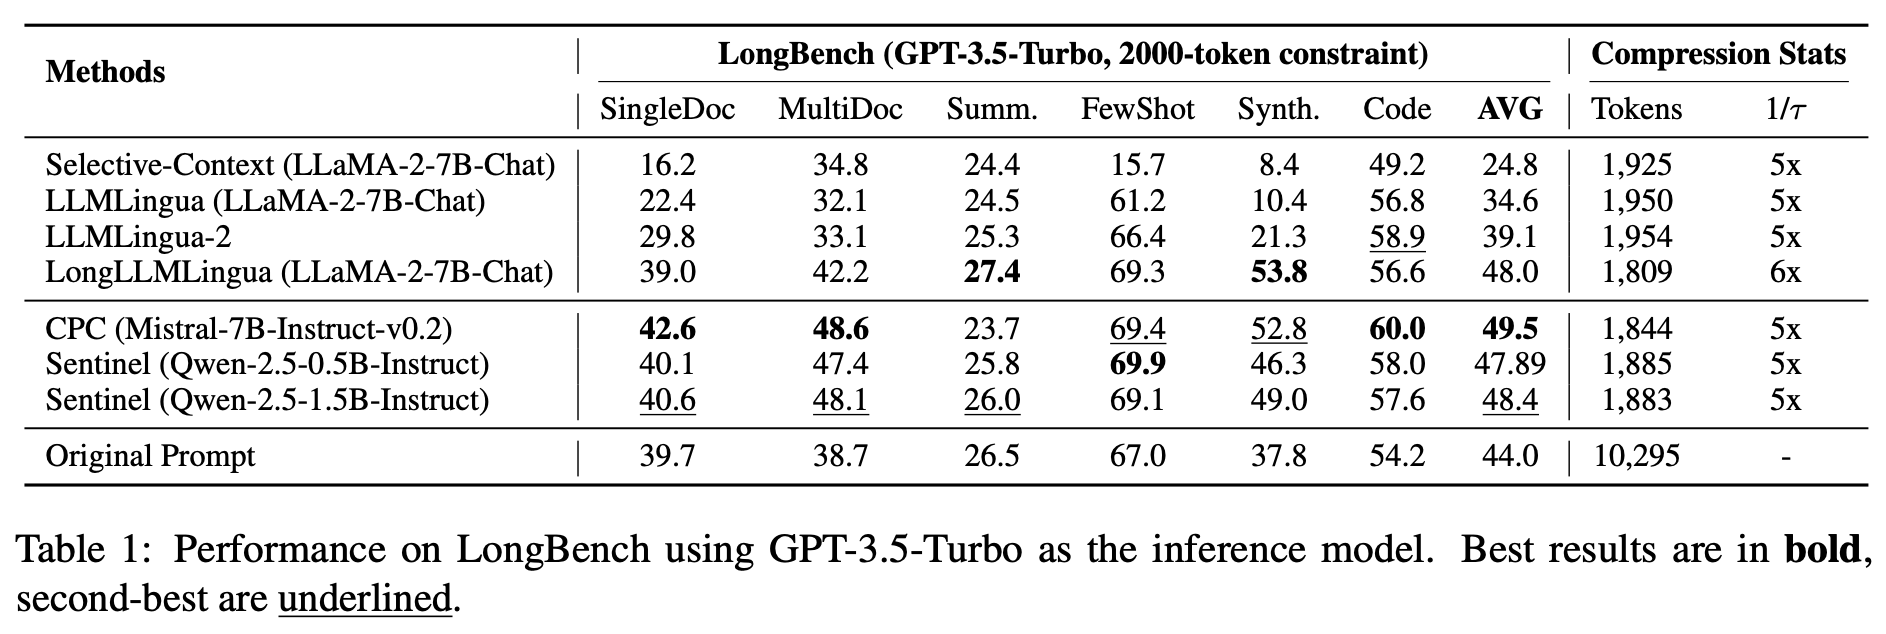 Methods LongBench (GPT-3.5-Turbo, 2000-token constraint) Compression Stats
SingleDoc MultiDoc Summ. FewShot Synth. Code AVG Tokens 1/τ
Selective-Context (LLaMA-2-7B-Chat) 16.2 34.8 24.4 15.7 8.4 49.2 24.8 1,925 5x
LLMLingua (LLaMA-2-7B-Chat) 22.4 32.1 24.5 61.2 10.4 56.8 34.6 1,950 5x
LLMLingua-2 29.8 33.1 25.3 66.4 21.3 58.9 39.1 1,954 5x
LongLLMLingua (LLaMA-2-7B-Chat) 39.0 42.2 27.4 69.3 53.8 56.6 48.0 1,809 6x
CPC (Mistral-7B-Instruct-v0.2) 42.6 48.6 23.7 69.4 52.8 60.0 49.5 1,844 5x
Sentinel (Qwen-2.5-0.5B-Instruct) 40.1 47.4 25.8 69.9 46.3 58.0 47.89 1,885 5x
Sentinel (Qwen-2.5-1.5B-Instruct) 40.6 48.1 26.0 69.1 49.0 57.6 48.4 1,883 5x
Original Prompt 39.7 38.7 26.5 67.0 37.8 54.2 44.0 10,295 -
Table 1: Performance on LongBench using GPT-3.5-Turbo as the inference model. Best results are in bold,
second-best are underlined.